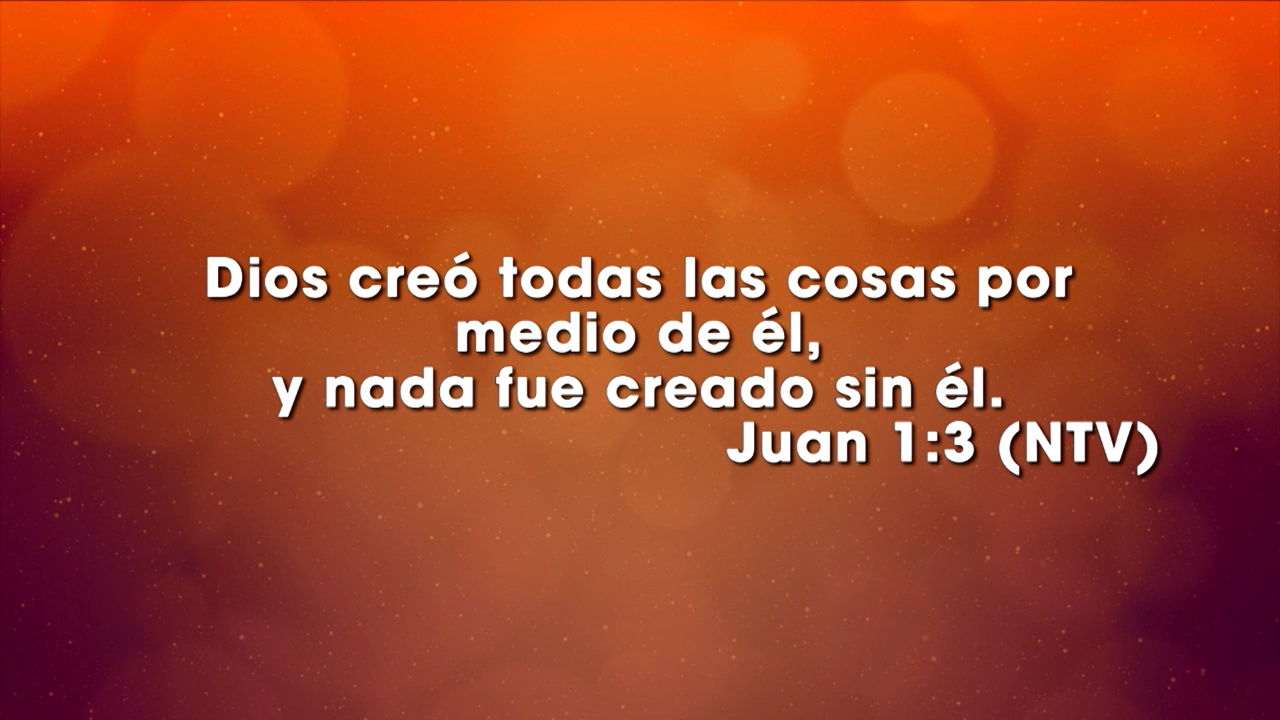 Dios creó todas las cosas por
medio de él,
y nada fue creado sin él.
Juan 1:3 (NTV)